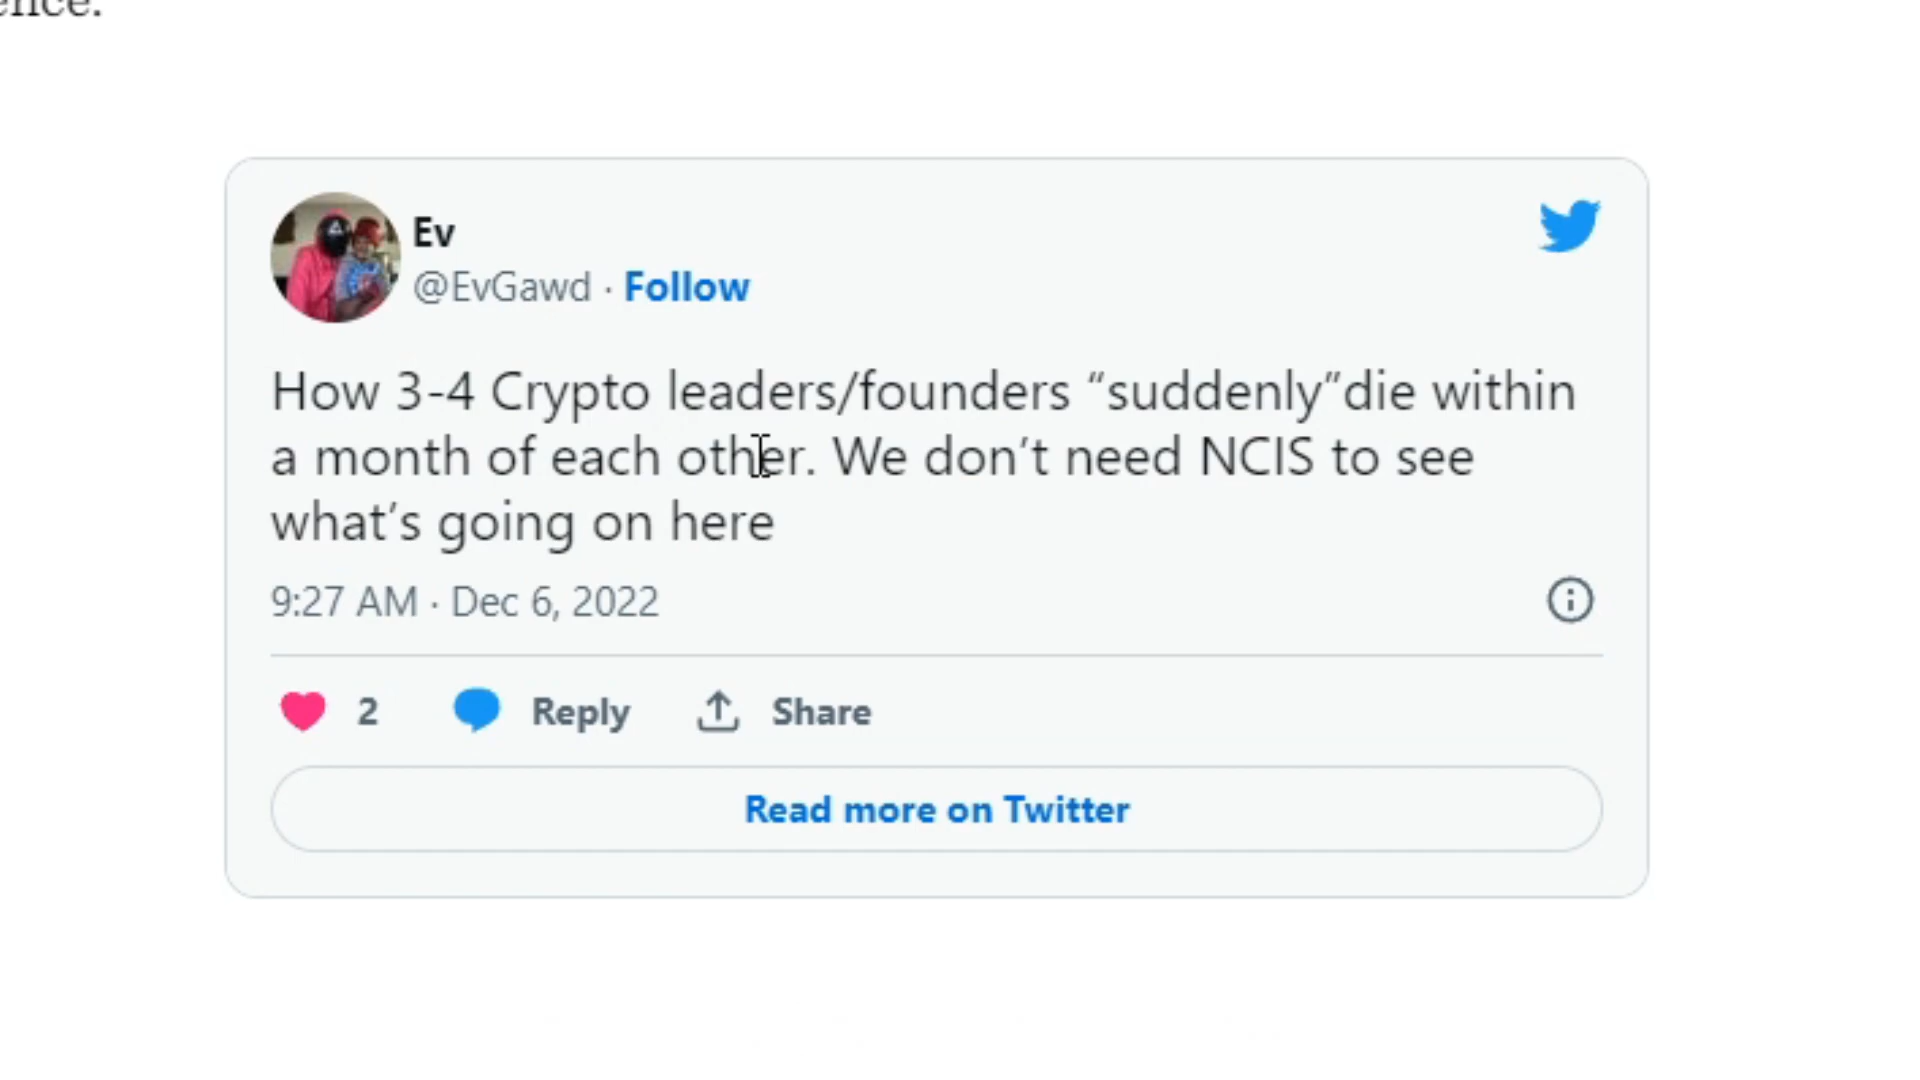 Ev
@EvGawd · Follow
How 3-4 Crypto leaders/founders “suddenly”die within
a month of each other. We don’t need NCIS to see
what’s going on here
9:27 AM · Dec 6, 2022
2 Reply Share
Read more on Twitter